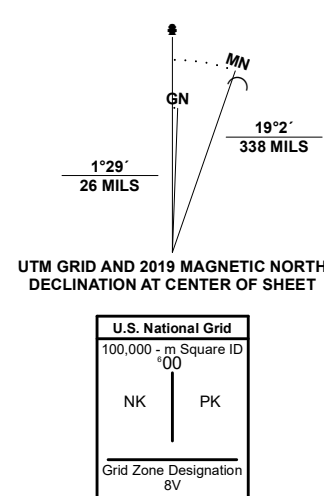 MN
GN
19°2´
338 MILS
1°29´
26 MILS
UTM GRID AND 2019 MAGNETIC NORTH
DECLINATION AT CENTER OF SHEET
U.S. National Grid
100,000 - m Square ID
⁶00
NK PK
Grid Zone Designation
8V